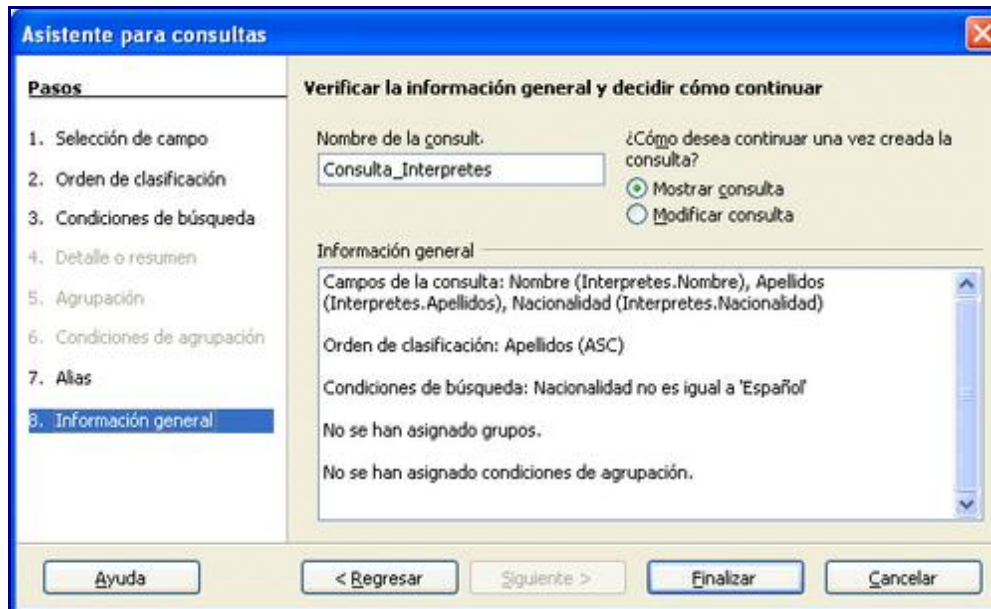 Asistente para consultas
Pasos
1. Selección de campo
2. Orden de clasificación
3. Condiciones de búsqueda
4. Detalle o resumen
5. Agrupación
6. Condiciones de agrupación
7. Alias
8. Información general
Verificar la información general y decidir cómo continuar
Nombre de la consult.
Consulta_Interpretes
¿Cómo desea continuar una vez creada la
consulta?
Mostrar consulta
Modificar consulta
Información general
Campos de la consulta: Nombre (Interpretes.Nombre), Apellidos
(Interpretes.Apellidos), Nacionalidad (Interpretes.Nacionalidad)
Orden de clasificación: Apellidos (ASC)
Condiciones de búsqueda: Nacionalidad no es igual a 'Español'
No se han asignado grupos.
No se han asignado condiciones de agrupación.
Ayuda
< Regresar
Siguiente >
Finalizar
Cancelar